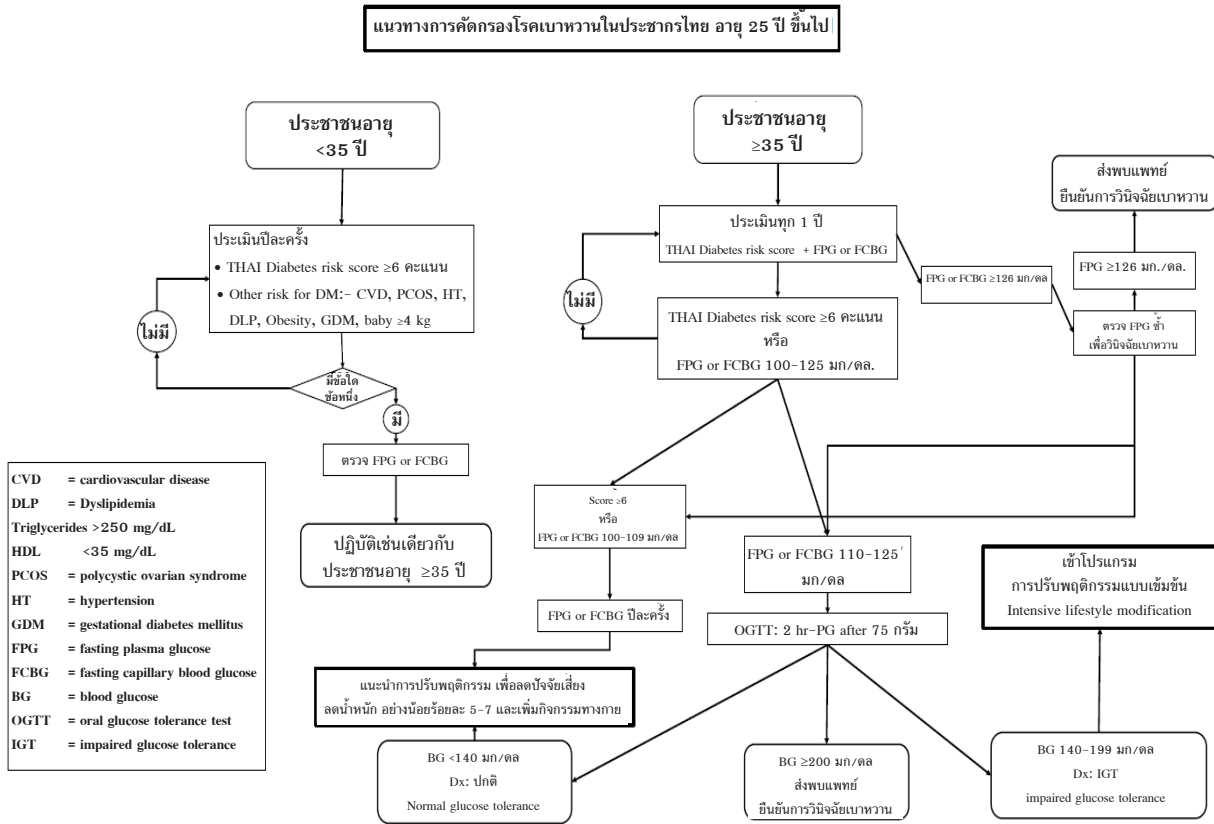 แนวทางการคัดกรองโรคเบาหวานในประชากรไทย อายุ 25 ปี ขึ้นไป
ประชาชนอายุ
<35 ปี
ประเมินปีละครั้ง
• THAI Diabetes risk score ≥6 คะแนน
• Other risk for DM:- CVD, PCOS, HT,
DLP, Obesity, GDM, baby ≥4 kg
ไม่มี
มีข้อใด
ข้อหนึ่ง
มี
ตรวจ FPG or FCBG
ปฏิบัติเช่นเดียวกับ
ประชาชนอายุ ≥35 ปี
CVD = cardiovascular disease
DLP = Dyslipidemia
Triglycerides >250 mg/dL
HDL <35 mg/dL
PCOS = polycystic ovarian syndrome
HT = hypertension
GDM = gestational diabetes mellitus
FPG = fasting plasma glucose
FCBG = fasting capillary blood glucose
BG = blood glucose
OGTT = oral glucose tolerance test
IGT = impaired glucose tolerance
ประชาชนอายุ
≥35 ปี
ประเมินทุก 1 ปี
THAI Diabetes risk score + FPG or FCBG
ไม่มี
THAI Diabetes risk score ≥6 คะแนน
หรือ
FPG or FCBG 100-125 มก/ดล.
FPG or FCBG ≥126 มก/ดล
ส่งพบแพทย์
ยืนยันการวินิจฉัยเบาหวาน
FPG ≥126 มก./ดล.
ตรวจ FPG ซ้ำ
เพื่อวินิจฉัยเบาหวาน
Score ≥6
หรือ
FPG or FCBG 100-109 มก/ดล
FPG or FCBG ปีละครั้ง
แนะนำการปรับพฤติกรรม เพื่อลดปัจจัยเสี่ยง
ลดน้ำหนัก อย่างน้อยร้อยละ 5-7 และเพิ่มกิจกรรมทางกาย
FPG or FCBG 110-125
มก/ดล
OGTT: 2 hr-PG after 75 กรัม
เข้าโปรแกรม
การปรับพฤติกรรมแบบเข้มข้น
Intensive lifestyle modification
BG <140 มก/ดล
Dx: ปกติ
Normal glucose tolerance
BG ≥200 มก/ดล
ส่งพบแพทย์
ยืนยันการวินิจฉัยเบาหวาน
BG 140-199 มก/ดล
Dx: IGT
impaired glucose tolerance